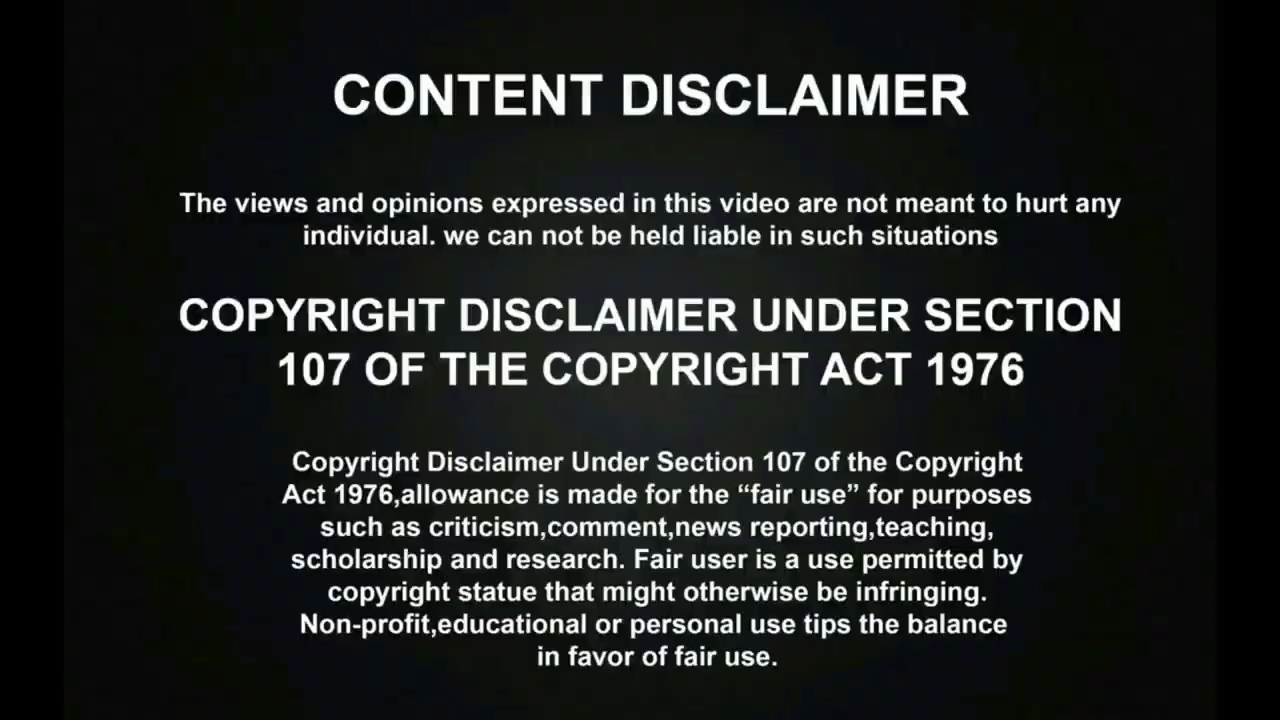 CONTENT DISCLAIMER
The views and opinions expressed in this video are not meant to hurt any
individual. we can not be held liable in such situations
COPYRIGHT DISCLAIMER UNDER SECTION
107 OF THE COPYRIGHT ACT 1976
Copyright Disclaimer Under Section 107 of the Copyright
Act 1976,allowance is made for the “fair use” for purposes
such as criticism,comment,news reporting,teaching,
scholarship and research. Fair user is a use permitted by
copyright statue that might otherwise be infringing.
Non-profit,educational or personal use tips the balance
in favor of fair use.